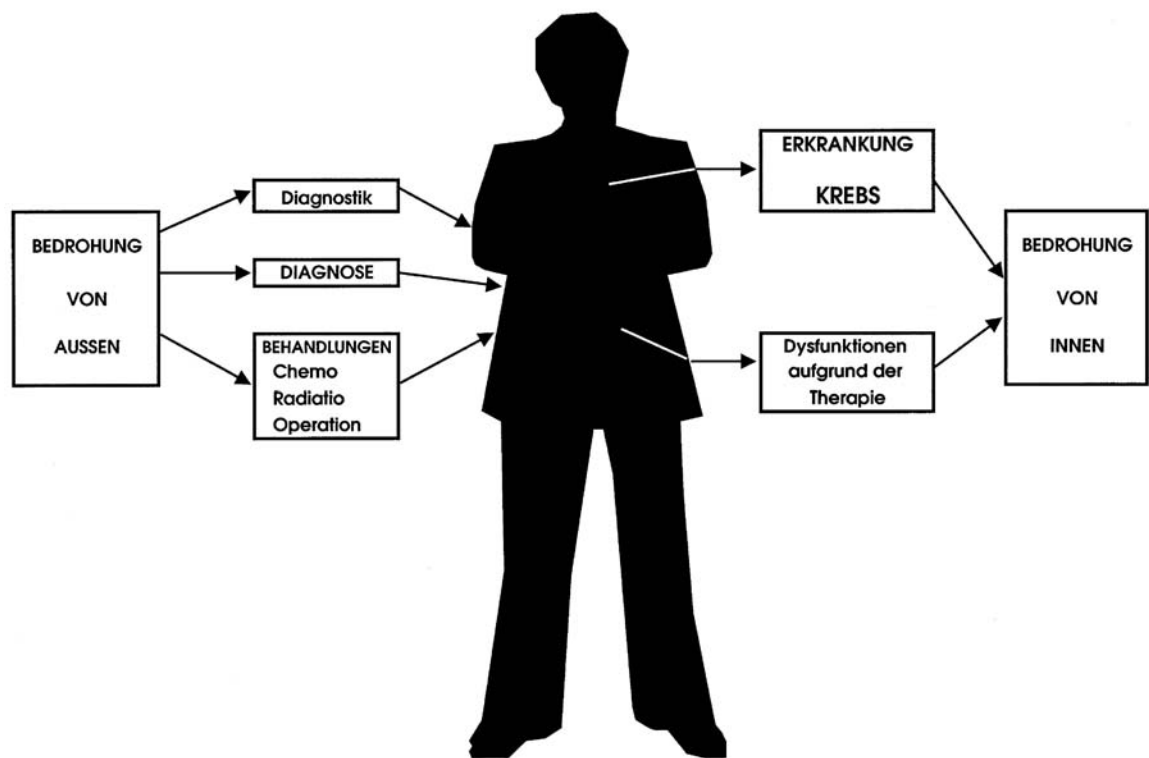 BEDROHUNG
VON
AUSSEN
Diagnostik
DIAGNOSE
BEHANDLUNGEN
Chemo
Radiatio
Operation
ERKRANKUNG
KREBS
Dysfunktionen
aufgrund der
Therapie
BEDROHUNG
VON
INNEN